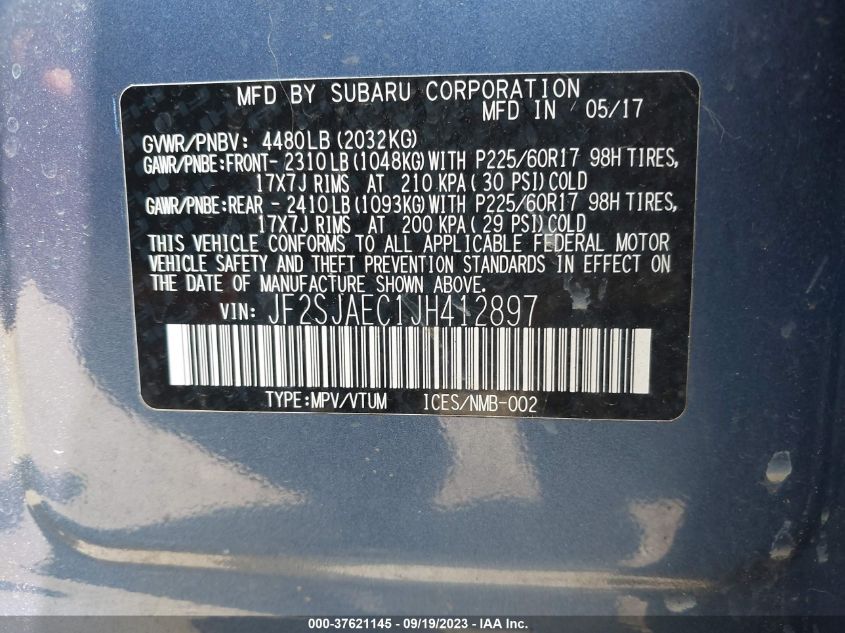 MFD BY SUBARU CORPORATION
MFD IN 05/17
GVWR/PNBV: 4480LB(2032KG)
GAWR/PNBE:FRONT- 2310LB(1048KG)WITH P225/60R17 98H TIRES,
17X7J RIMS AT 210 KPA( 30 PSI)COLD
GAWR/PNBE:REAR - 2410LB(1093KG)WITH P225/60R17 98H TIRES,
17X7J RIMS AT 200 KPA( 29 PSI)COLD
THIS VEHICLE CONFORMS TO ALL APPLICABLE FEDERAL MOTOR
VEHICLE SAFETY AND THEFT PREVENTION STANDARDS IN EFFECT ON
THE DATE OF MANUFACTURE SHOWN ABOVE.
VIN: JF2SJAEC1JH412897
TYPE:MPV/VTUM ICES/NMB-002
000-37621145 - 09/19/2023 - IAA Inc.